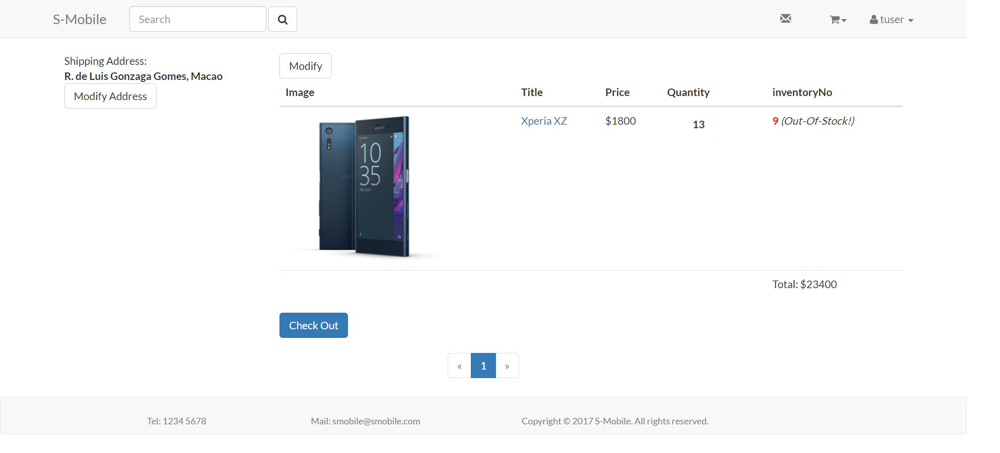 S-Mobile Search tuser
Shipping Address:
R. de Luis Gonzaga Gomes, Macao
Modify Address
Modify
Image Title Price Quantity inventoryNo
Xperia XZ $1800 13 9 (Out-Of-Stock!)
SONY
10
35
FRI 3 OCT
XPERIA
Total: $23400
Check Out
« 1 »
Tel: 1234 5678 Mail: smobile@smobile.com Copyright © 2017 S-Mobile. All rights reserved.